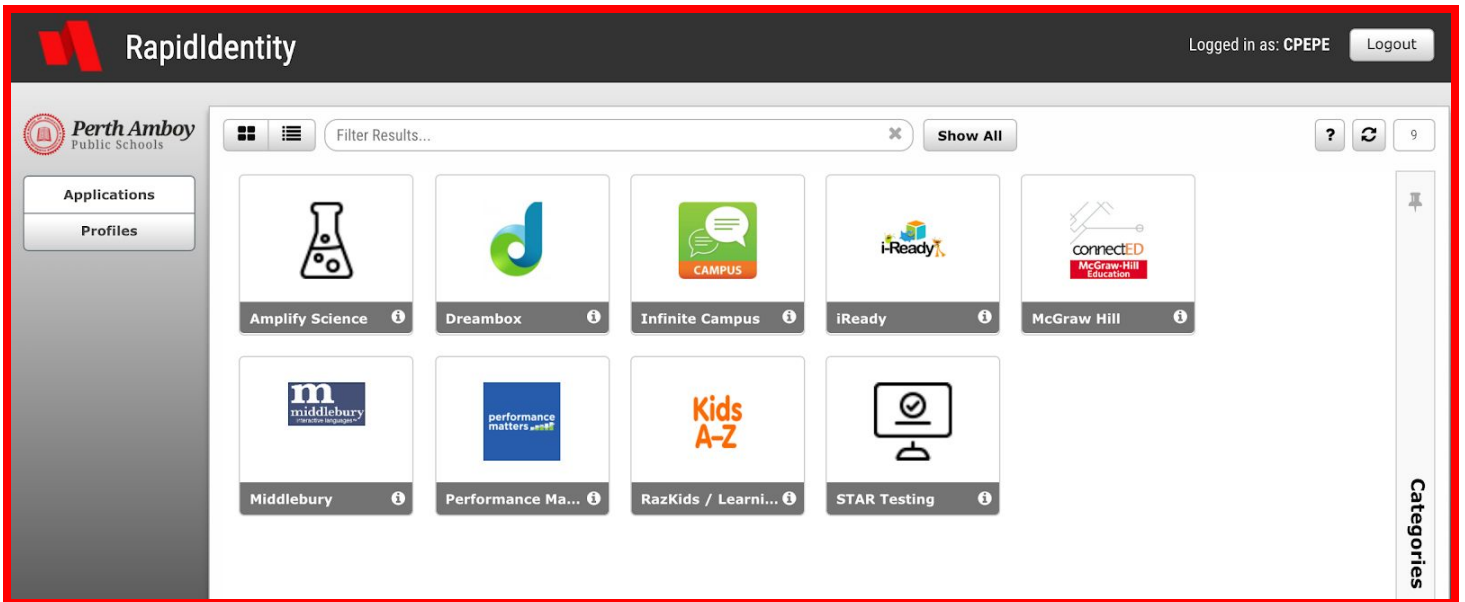 RapidIdentity
Logged in as: CPEPE
Logout
Perth Amboy
Public Schools
Applications
Profiles
Filter Results...
Show All
?
9
CAMPUS
i-Ready
connectED
McGraw-Hill
Education
Amplify Science
Dreambox
Infinite Campus
iReady
McGraw Hill
m
middlebury
interactive languages™
performance
matters
Kids
A-Z
Middlebury
Performance Ma...
RazKids / Learni...
STAR Testing
Categories